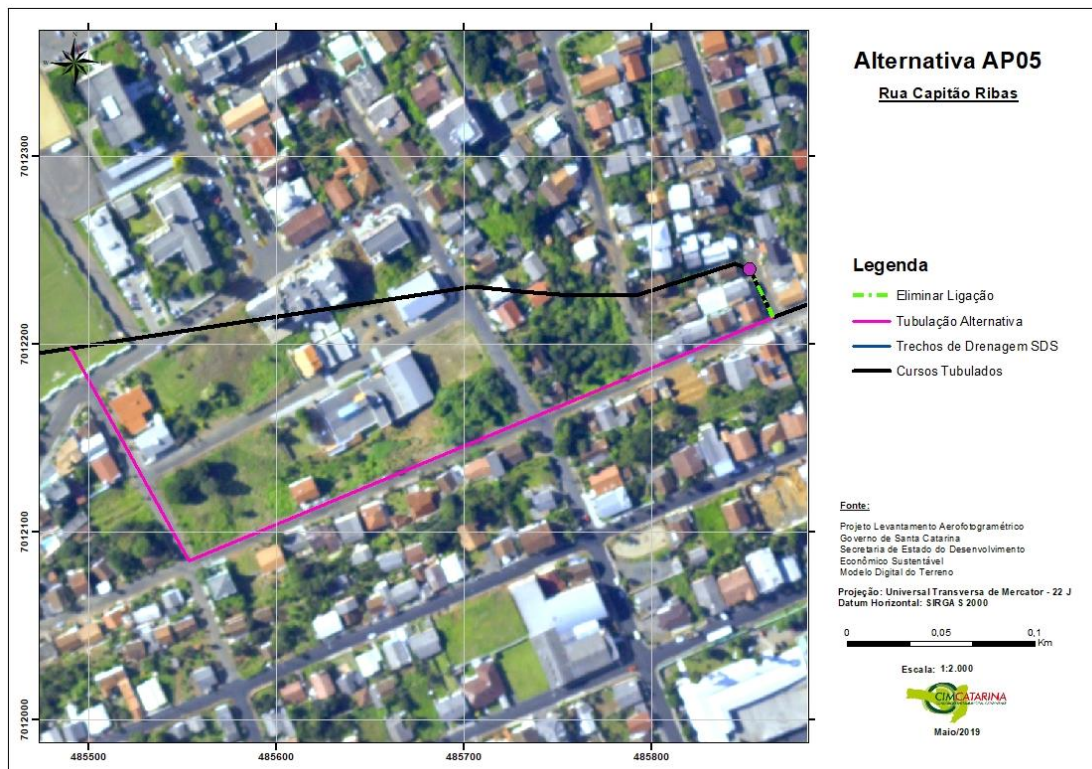 Alternativa AP05
Rua Capitão Ribas
Legenda
Eliminar Ligação
Tubulação Alternativa
Trechos de Drenagem SDS
Cursos Tubulados
Fonte:
Projeto Levantamento Aerofotogramétrico
Governo de Santa Catarina
Secretaria de Estado do Desenvolvimento
Econômico Sustentável
Modelo Digital do Terreno
Projeção: Universal Transversa de Mercator - 22 J
Datum Horizontal: SIRGAS 2000
0 0,05 0,1
Km
Escala: 1:2.000
CIMCATARINA
Maio/2019
7012300
7012200
7012100
7012000
485500 485600 485700 485800